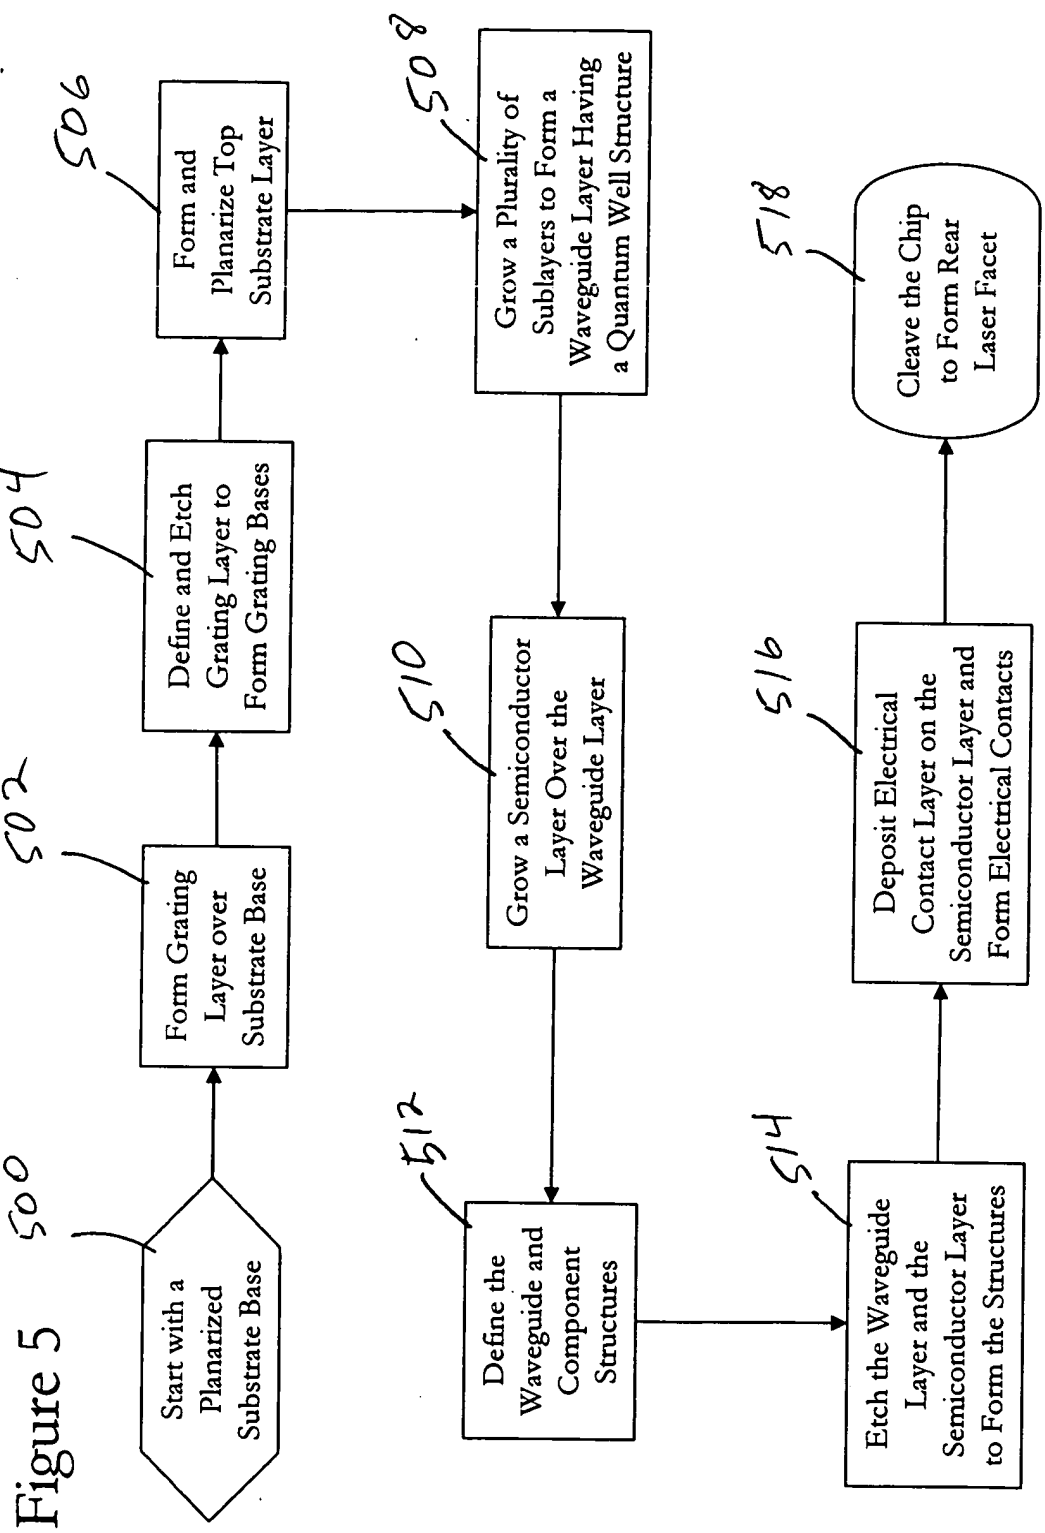 Figure 5
500
Start with a
Planarized
Substrate Base
502
Form Grating
Layer over
Substrate Base
504
Define and Etch
Grating Layer to
Form Grating Bases
506
Form and
Planarize Top
Substrate Layer
508
Grow a Plurality of
Sublayers to Form a
Waveguide Layer Having
a Quantum Well Structure
510
Grow a Semiconductor
Layer Over the
Waveguide Layer
512
Define the
Waveguide and
Component
Structures
514
Etch the Waveguide
Layer and the
Semiconductor Layer
to Form the Structures
516
Deposit Electrical
Contact Layer on the
Semiconductor Layer and
Form Electrical Contacts
518
Cleave the Chip
to Form Rear
Laser Facet